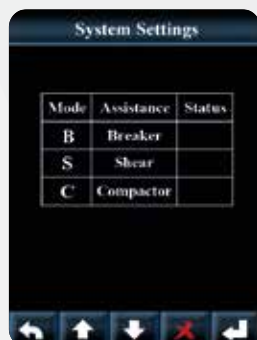 System Settings
Mode Assistance Status
B Breaker
S Shear
C Compactor